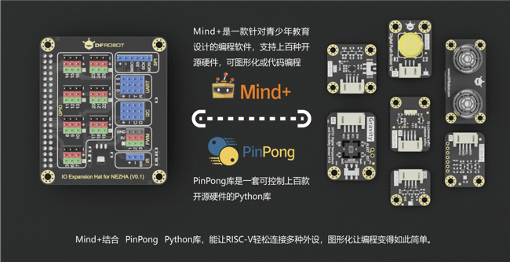 DFROBOT
GPIO
SPI
UART
I2C
PWM
IO Expansion Hat for NEZHA (V0.1)
Mind+是一款针对青少年教育
设计的编程软件，支持上百种开
源硬件，可图形化或代码编程
Mind+
PinPong
PinPong库是一套可控制上百款
开源硬件的Python库
Gravity
Mind+结合 PinPong Python库，能让RISC-V轻松连接多种外设，图形化让编程变得如此简单。